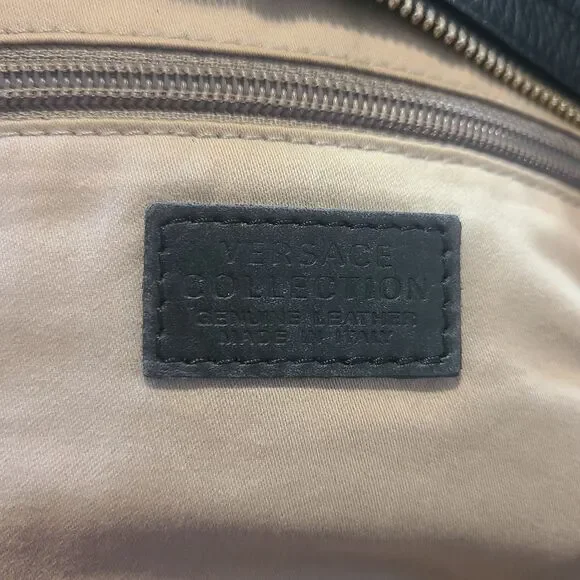 VERSACE
COLLECTION
GENUINE LEATHER
MADE IN ITALY